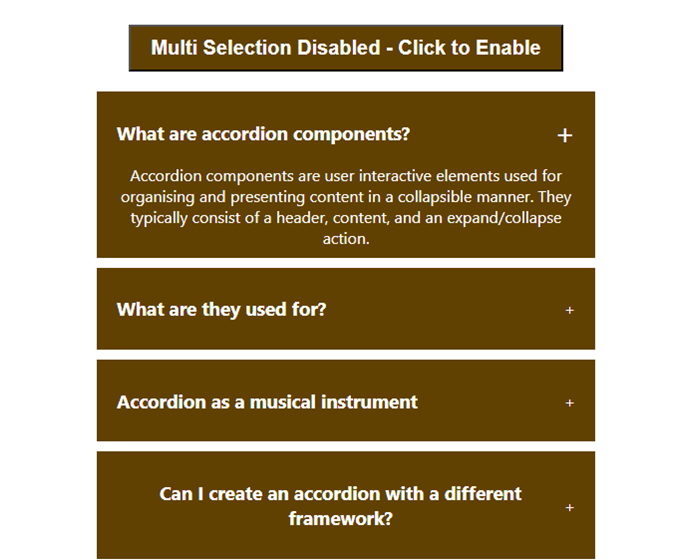 Multi Selection Disabled - Click to Enable
What are accordion components? +
Accordion components are user interactive elements used for
organising and presenting content in a collapsible manner. They
typically consist of a header, content, and an expand/collapse
action.
What are they used for? +
Accordion as a musical instrument +
Can I create an accordion with a different
framework? +